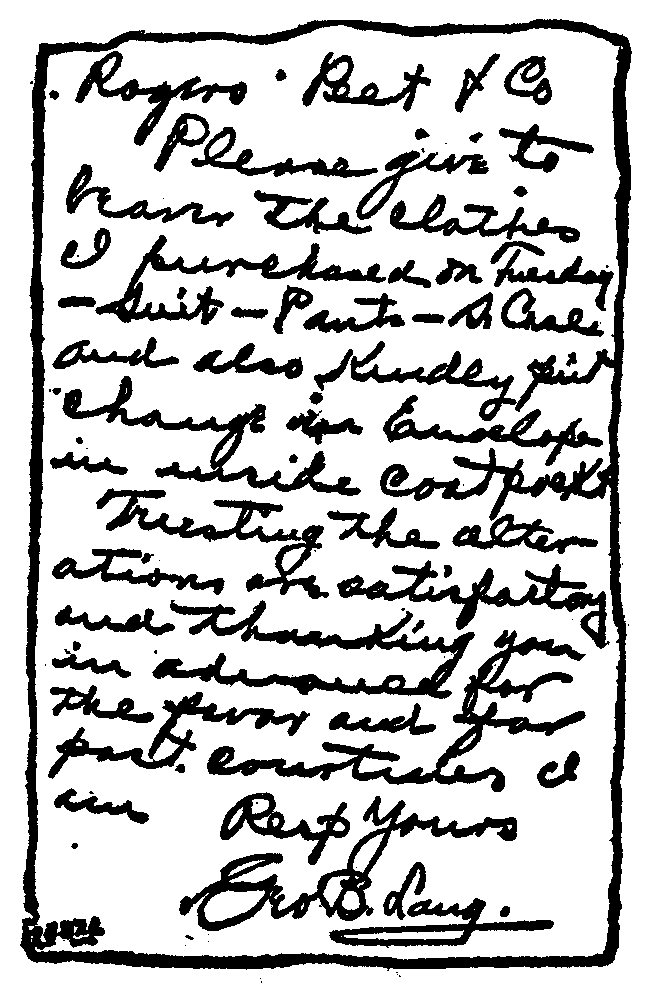 Rogers Peet & Co
Please give to
bearer the clothes
I purchased on Tuesday
- Suit - Pants -
and also Kindly put
change in Envelope
in inside coat pocket
Trusting the alter-
ations are satisfactory
and thanking you
in advance for
the favor and for
past courtesies I
am
Resp Yours
Geo B. Lang.